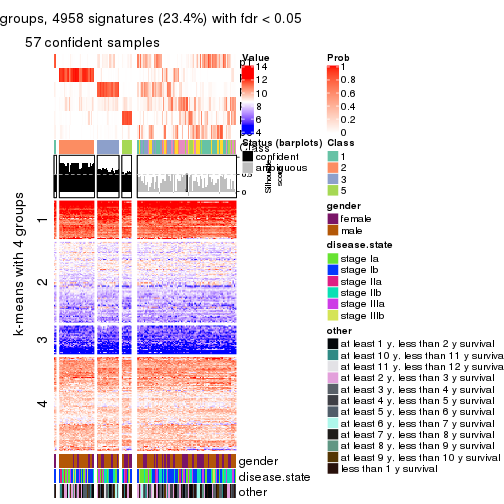 groups, 4958 signatures (23.4%) with fdr < 0.05
57 confident samples
Value
14
12
10
8
6
4
Prob
1
0.8
0.6
0.4
0.2
0
Class
Status (barplots)
confident
ambiguous
0.5
0
Silhouette
score
Class
1
2
3
5
gender
female
male
disease.state
stage Ia
stage Ib
stage IIa
stage IIb
stage IIIa
stage IIIb
other
at least 1 y. less than 2 y survival
at least 10 y. less than 11 y survival
at least 11 y. less than 12 y survival
at least 2 y. less than 3 y survival
at least 3 y. less than 4 y survival
at least 4 y. less than 5 y survival
at least 5 y. less than 6 y survival
at least 6 y. less than 7 y survival
at least 7 y. less than 8 y survival
at least 8 y. less than 9 y survival
at least 9 y. less than 10 y survival
less than 1 y survival
k-means with 4 groups
1
2
3
4
gender
disease.state
other